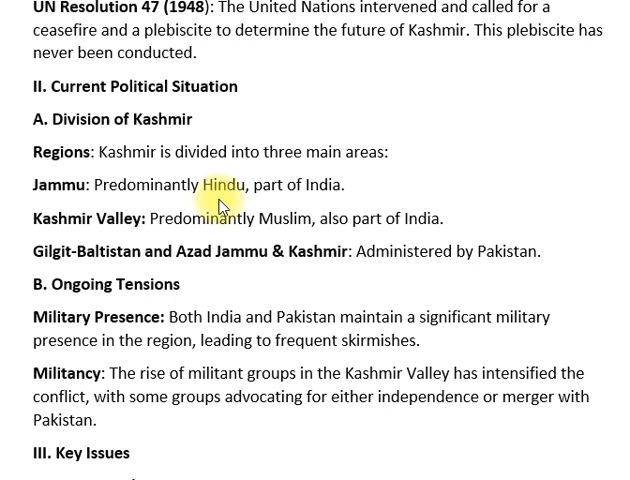 UN Resolution 47 (1948): The United Nations intervened and called for a
ceasefire and a plebiscite to determine the future of Kashmir. This plebiscite has
never been conducted.
II. Current Political Situation
A. Division of Kashmir
Regions: Kashmir is divided into three main areas:
Jammu: Predominantly Hindu, part of India.
Kashmir Valley: Predominantly Muslim, also part of India.
Gilgit-Baltistan and Azad Jammu & Kashmir: Administered by Pakistan.
B. Ongoing Tensions
Military Presence: Both India and Pakistan maintain a significant military
presence in the region, leading to frequent skirmishes.
Militancy: The rise of militant groups in the Kashmir Valley has intensified the
conflict, with some groups advocating for either independence or merger with
Pakistan.
III. Key Issues